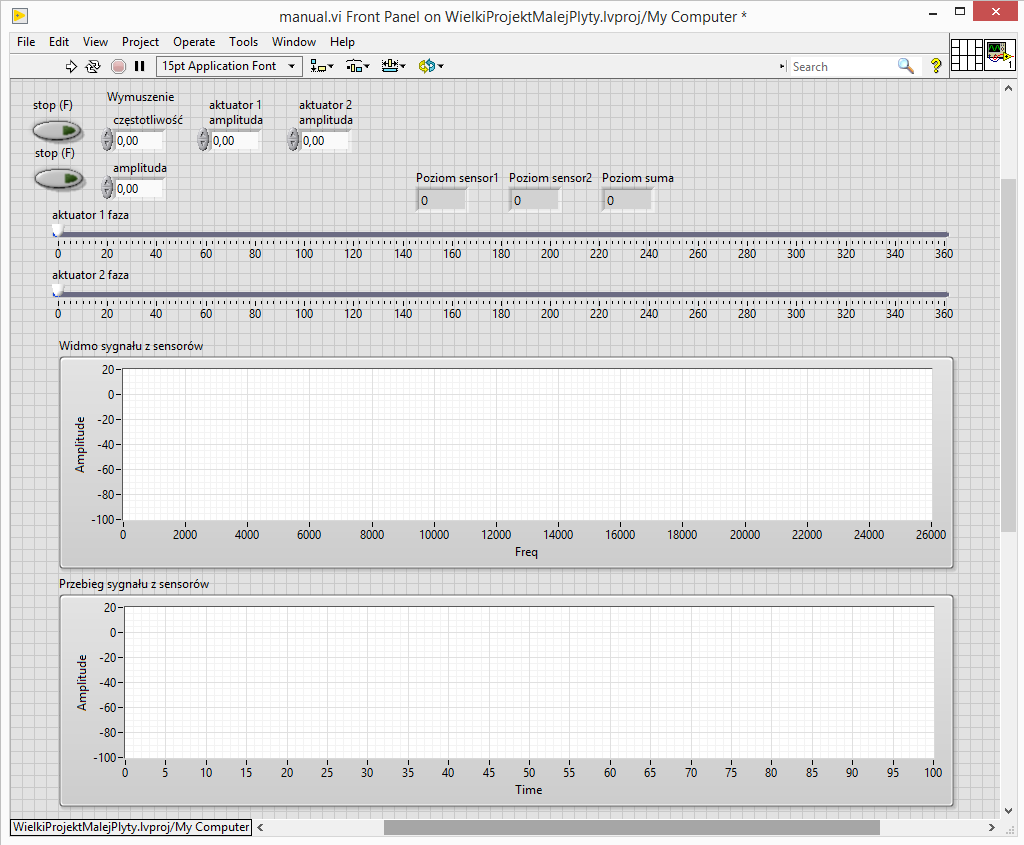 manual.vi Front Panel on WielkiProjektMalejPlyty.lvproj/My Computer *
File Edit View Project Operate Tools Window Help
15pt Application Font
Search
?
1
stop (F)
Wymuszenie
częstotliwość
0,00
aktuator 1
amplituda
0,00
aktuator 2
amplituda
0,00
stop (F)
amplituda
0,00
Poziom sensor1 Poziom sensor2 Poziom suma
0 0 0
aktuator 1 faza
0 20 40 60 80 100 120 140 160 180 200 220 240 260 280 300 320 340 360
aktuator 2 faza
0 20 40 60 80 100 120 140 160 180 200 220 240 260 280 300 320 340 360
Widmo sygnału z sensorów
Amplitude
20
0
-20
-40
-60
-80
-100
0 2000 4000 6000 8000 10000 12000 14000 16000 18000 20000 22000 24000 26000
Freq
Przebieg sygnału z sensorów
Amplitude
20
0
-20
-40
-60
-80
-100
0 5 10 15 20 25 30 35 40 45 50 55 60 65 70 75 80 85 90 95 100
Time
WielkiProjektMalejPlyty.lvproj/My Computer